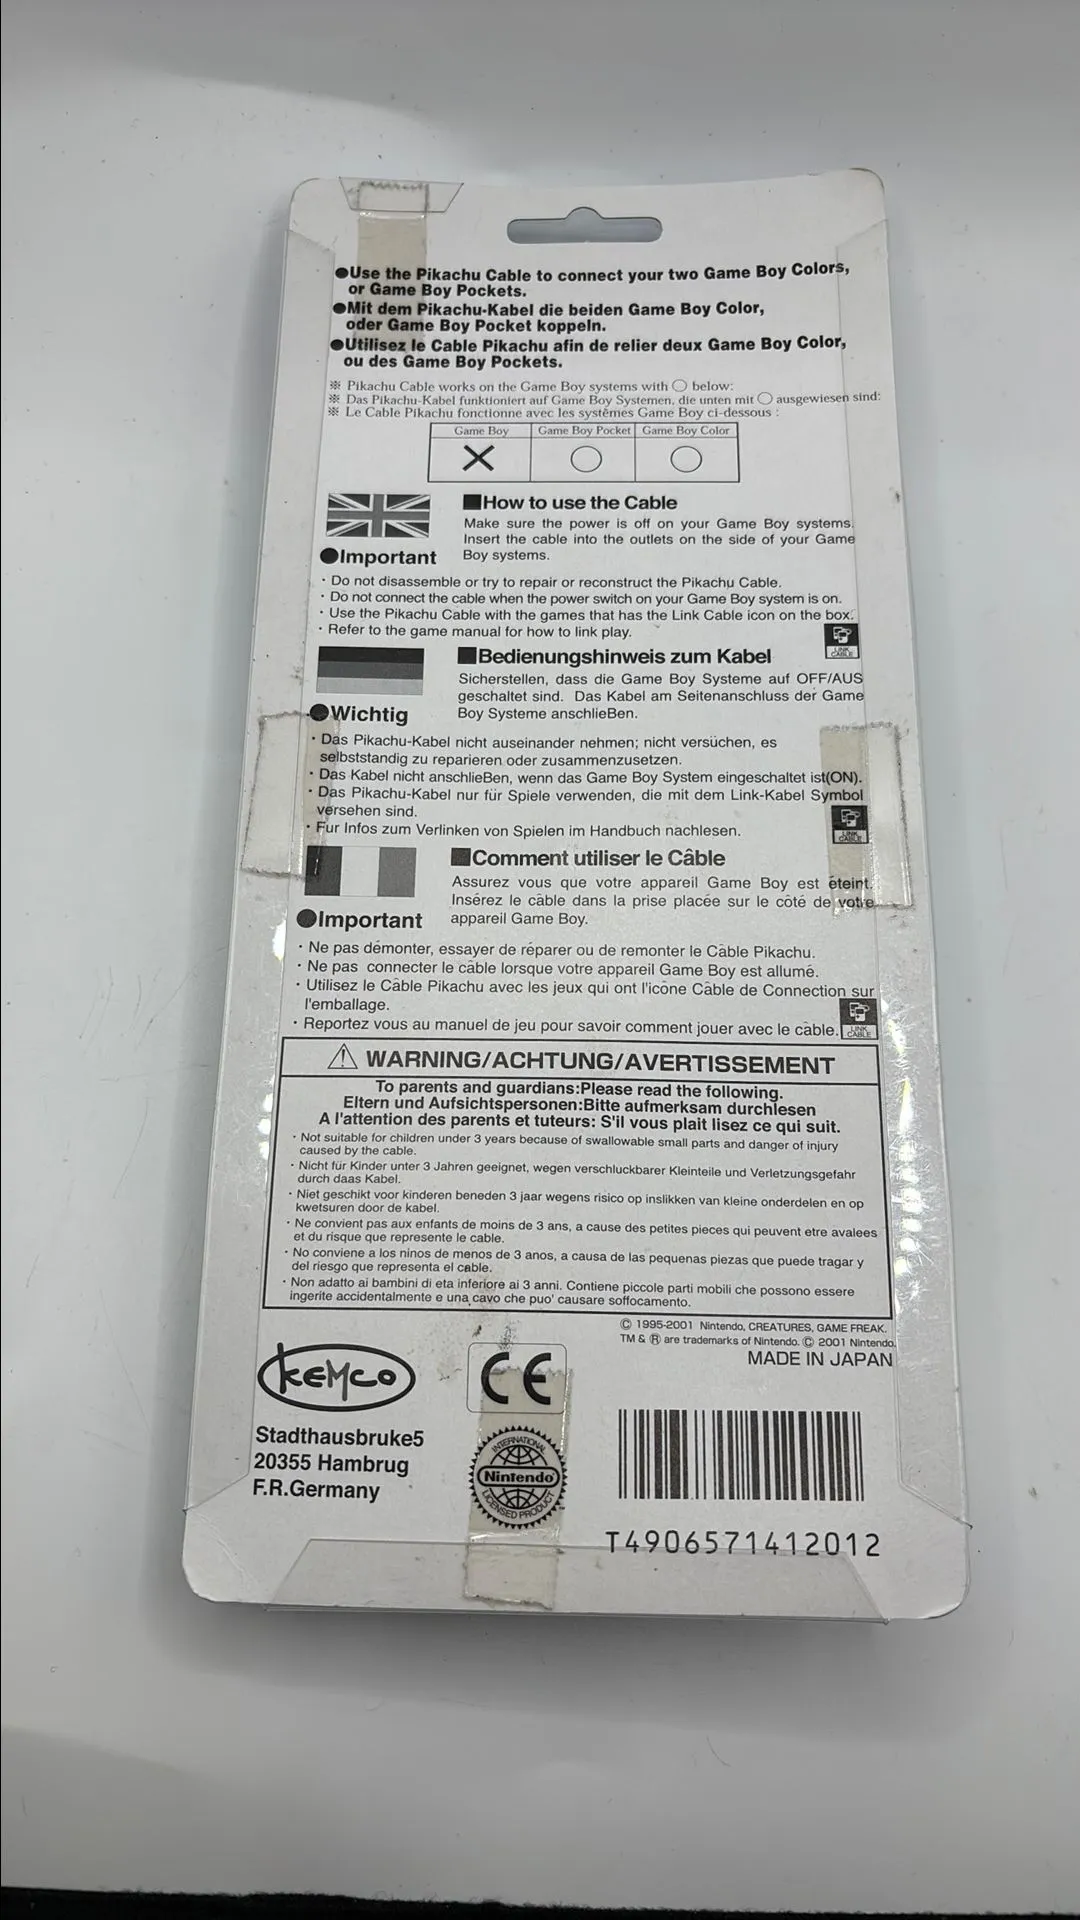 ●Use the Pikachu Cable to connect your two Game Boy Colors,
or Game Boy Pockets.
●Mit dem Pikachu-Kabel die beiden Game Boy Color,
oder Game Boy Pocket koppeln.
●Utilisez le Cable Pikachu afin de relier deux Game Boy Color,
ou des Game Boy Pockets.
※ Pikachu Cable works on the Game Boy systems with ○ below:
※ Das Pikachu-Kabel funktioniert auf Game Boy Systemen, die unten mit ○ ausgewiesen sind:
※ Le Cable Pikachu fonctionne avec les systêmes Game Boy ci-dessous :
Game Boy Game Boy Pocket Game Boy Color
X ○ ○
■How to use the Cable
Make sure the power is off on your Game Boy systems.
Insert the cable into the outlets on the side of your Game
Boy systems.
●Important
· Do not disassemble or try to repair or reconstruct the Pikachu Cable.
· Do not connect the cable when the power switch on your Game Boy system is on.
· Use the Pikachu Cable with the games that has the Link Cable icon on the box.
· Refer to the game manual for how to link play.
LINK
CABLE
■Bedienungshinweis zum Kabel
Sicherstellen, dass die Game Boy Systeme auf OFF/AUS
geschaltet sind. Das Kabel am Seitenanschluss der Game
Boy Systeme anschlieBen.
●Wichtig
· Das Pikachu-Kabel nicht auseinander nehmen; nicht versüchen, es
selbststandig zu reparieren oder zusammenzusetzen.
· Das Kabel nicht anschlieBen, wenn das Game Boy System eingeschaltet ist(ON).
· Das Pikachu-Kabel nur für Spiele verwenden, die mit dem Link-Kabel Symbol
versehen sind.
· Fur Infos zum Verlinken von Spielen im Handbuch nachlesen.
LINK
CABLE
■Comment utiliser le Câble
Assurez vous que votre appareil Game Boy est éteint.
Insérez le câble dans la prise placée sur le côté de votre
appareil Game Boy.
●Important
· Ne pas démonter, essayer de réparer ou de remonter le Câble Pikachu.
· Ne pas connecter le câble lorsque votre appareil Game Boy est allumé.
· Utilisez le Câble Pikachu avec les jeux qui ont l'icône Câble de Connection sur
l'emballage.
· Reportez vous au manuel de jeu pour savoir comment jouer avec le câble.
LINK
CABLE
⚠ WARNING/ACHTUNG/AVERTISSEMENT
To parents and guardians:Please read the following.
Eltern und Aufsichtspersonen:Bitte aufmerksam durchlesen
A l'attention des parents et tuteurs: S'il vous plait lisez ce qui suit.
· Not suitable for children under 3 years because of swallowable small parts and danger of injury
caused by the cable.
· Nicht für Kinder unter 3 Jahren geeignet, wegen verschluckbarer Kleinteile und Verletzungsgefahr
durch daas Kabel.
· Niet geschikt voor kinderen beneden 3 jaar wegens risico op inslikken van kleine onderdelen en op
kwetsuren door de kabel.
· Ne convient pas aux enfants de moins de 3 ans, a cause des petites pieces qui peuvent etre avalees
et du risque que represente le cable.
· No conviene a los ninos de menos de 3 anos, a causa de las pequenas piezas que puede tragar y
del riesgo que representa el cable.
· Non adatto ai bambini di eta inferiore ai 3 anni. Contiene piccole parti mobili che possono essere
ingerite accidentalmente e una cavo che puo' causare soffocamento.
© 1995-2001 Nintendo, CREATURES, GAME FREAK.
TM & ® are trademarks of Nintendo. © 2001 Nintendo.
MADE IN JAPAN
KEMCO
Stadthausbruke5
20355 Hambrug
F.R.Germany
CE
INTERNATIONAL
Nintendo
LICENSED PRODUCT
T4906571412012